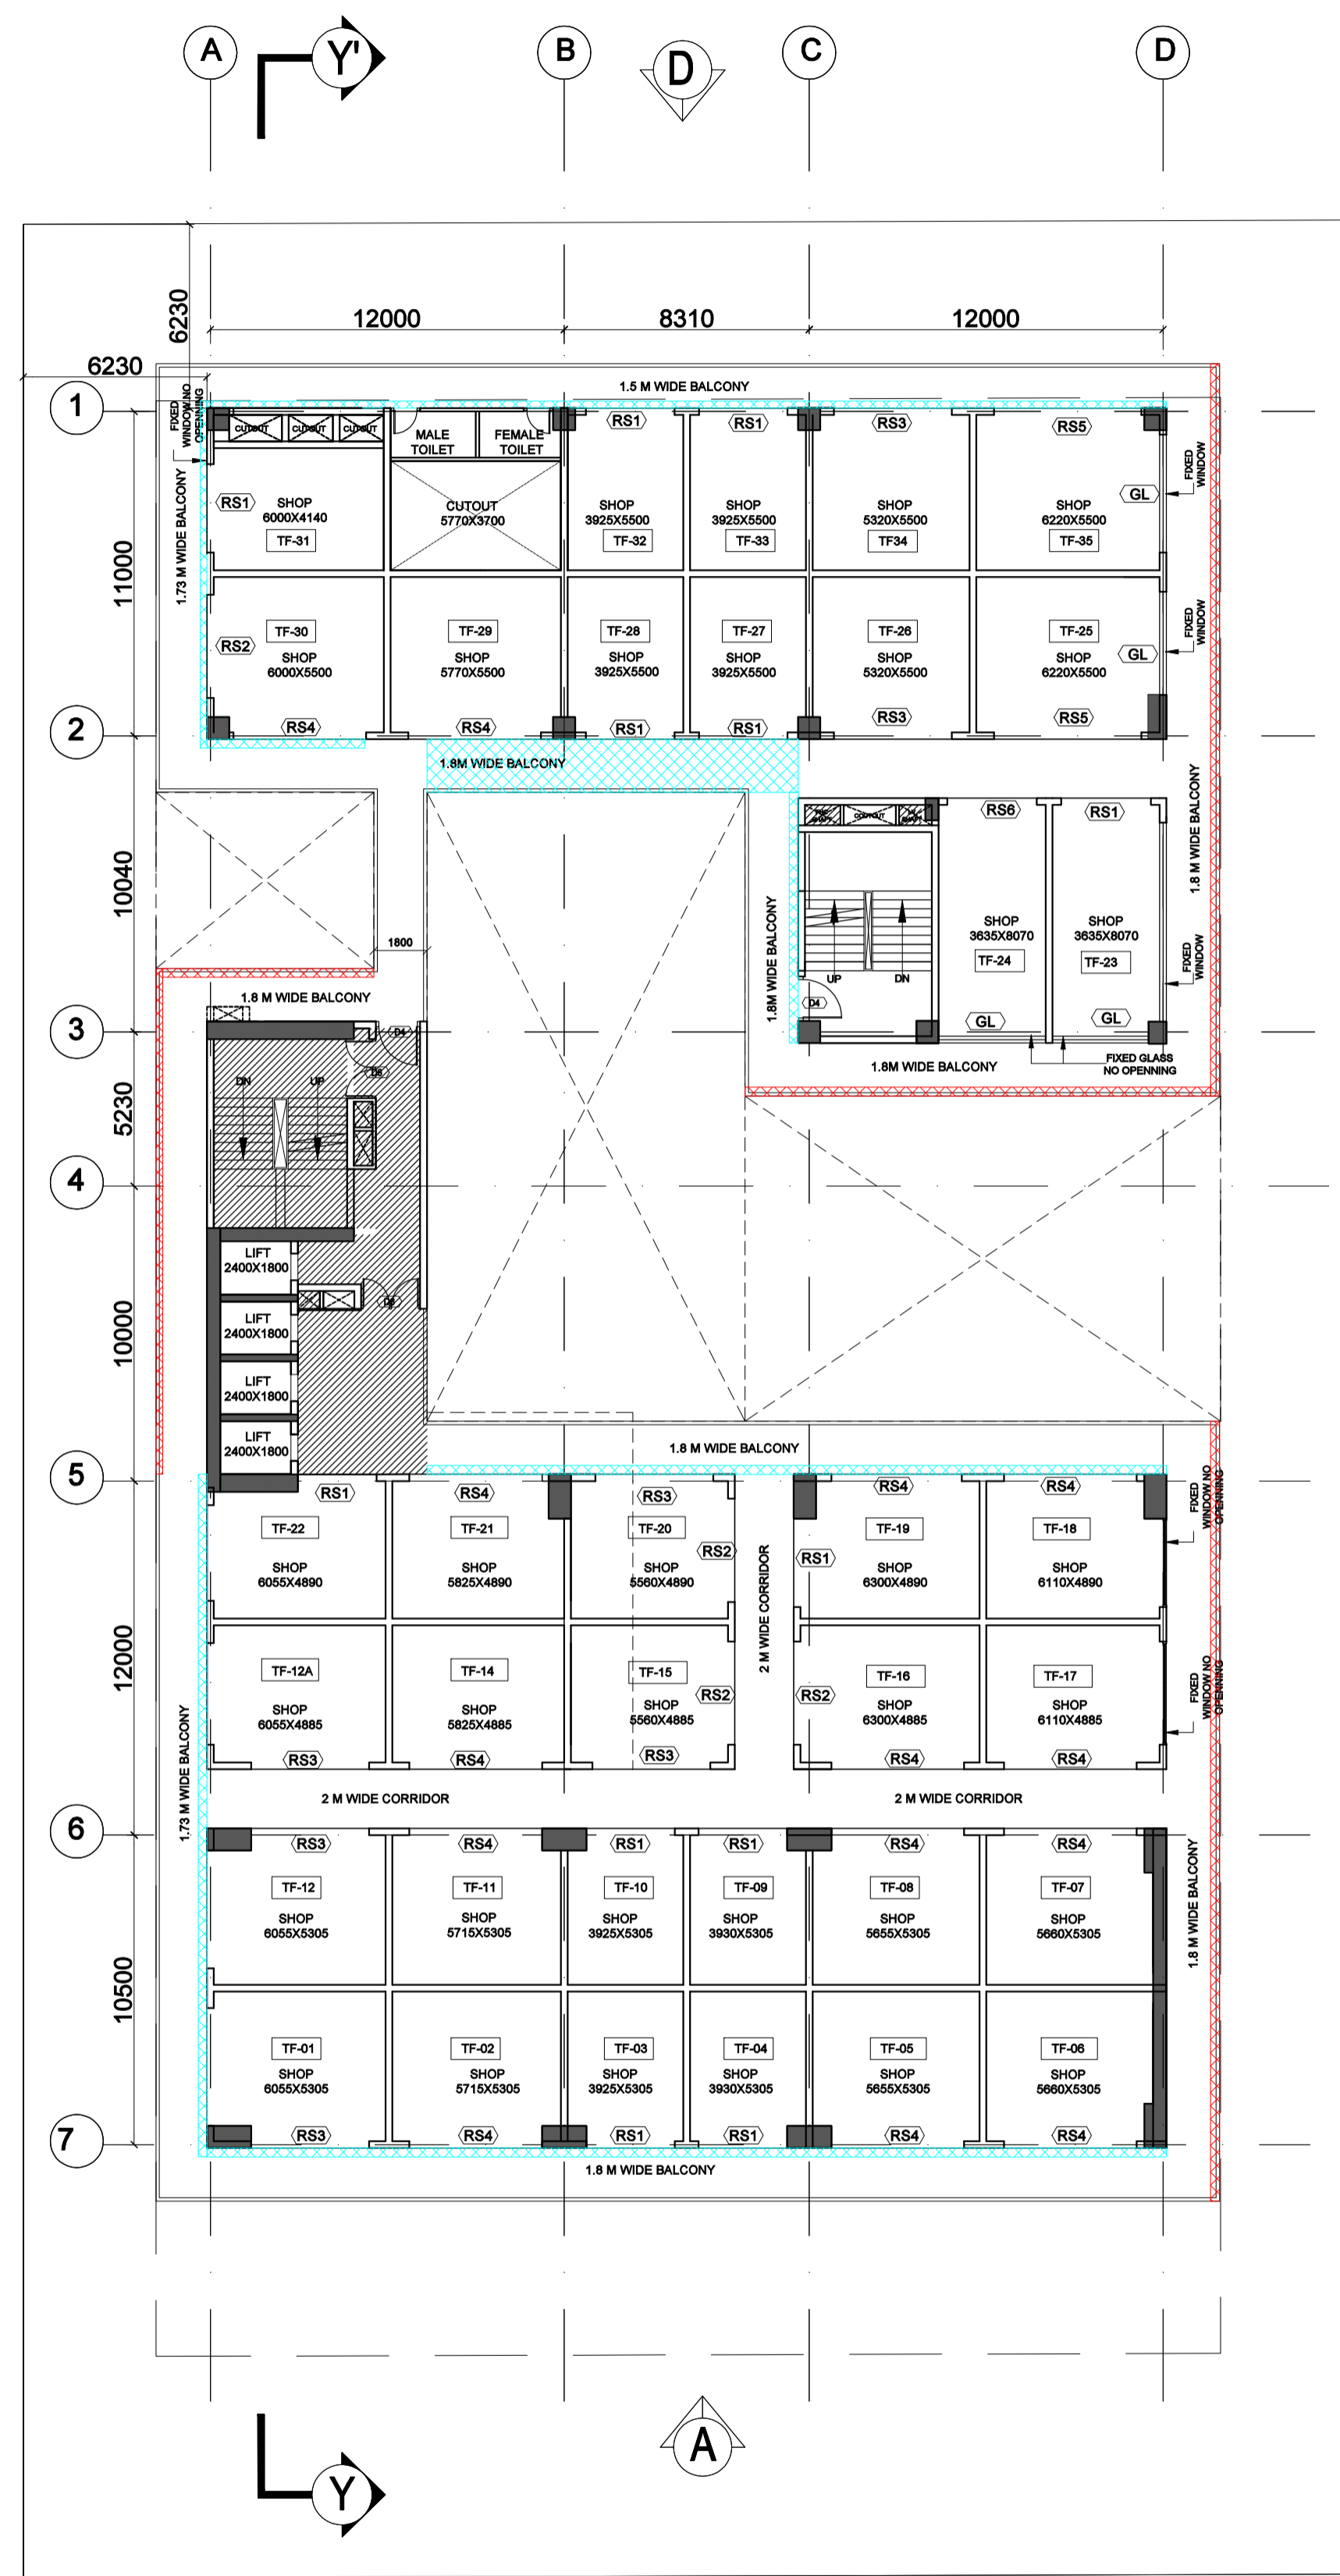 A
Y'
B
D
C
D
6230
12000
8310
12000
6230
1
FIXED
WINDOW NO
OPENNING
1.5 M WIDE BALCONY
CUTOUT
CUTOUT
CUTOUT
MALE
TOILET
FEMALE
TOILET
RS1
RS1
RS3
RS5
FIXED
WINDOW
1.73 M WIDE BALCONY
RS1
SHOP
6000X4140
TF-31
CUTOUT
5770X3700
SHOP
3925X5500
TF-32
SHOP
3925X5500
TF-33
SHOP
5320X5500
TF34
SHOP
6220X5500
TF-35
GL
11000
TF-30
SHOP
6000X5500
RS2
RS4
TF-29
SHOP
5770X5500
RS4
TF-28
SHOP
3925X5500
RS1
TF-27
SHOP
3925X5500
RS1
TF-26
SHOP
5320X5500
RS3
TF-25
SHOP
6220X5500
GL
RS5
FIXED
WINDOW
2
1.8M WIDE BALCONY
1.8 M WIDE BALCONY
10040
RS6
RS1
SHOP
3635X8070
TF-24
SHOP
3635X8070
TF-23
UP
DN
D4
GL
GL
FIXED
WINDOW
1.8M WIDE BALCONY
1800
1.8 M WIDE BALCONY
3
1.8M WIDE BALCONY
FIXED GLASS
NO OPENNING
D4
DN
UP
5230
4
LIFT
2400X1800
LIFT
2400X1800
LIFT
2400X1800
LIFT
2400X1800
10000
1.8 M WIDE BALCONY
5
RS1
RS4
RS3
RS4
RS4
FIXED
WINDOW NO
OPENNING
TF-22
SHOP
6055X4890
TF-21
SHOP
5825X4890
TF-20
SHOP
5560X4890
RS2
2 M WIDE CORRIDOR
RS1
TF-19
SHOP
6300X4890
TF-18
SHOP
6110X4890
12000
TF-12A
SHOP
6055X4885
RS3
TF-14
SHOP
5825X4885
RS4
TF-15
SHOP
5560X4885
RS2
RS3
RS2
TF-16
SHOP
6300X4885
RS4
TF-17
SHOP
6110X4885
RS4
FIXED
WINDOW NO
OPENNING
1.73 M WIDE BALCONY
2 M WIDE CORRIDOR
2 M WIDE CORRIDOR
6
RS3
RS4
RS1
RS1
RS4
RS4
TF-12
SHOP
6055X5305
TF-11
SHOP
5715X5305
TF-10
SHOP
3925X5305
TF-09
SHOP
3930X5305
TF-08
SHOP
5655X5305
TF-07
SHOP
5660X5305
1.8 M WIDE BALCONY
10500
TF-01
SHOP
6055X5305
RS3
TF-02
SHOP
5715X5305
RS4
TF-03
SHOP
3925X5305
RS1
TF-04
SHOP
3930X5305
RS1
TF-05
SHOP
5655X5305
RS4
TF-06
SHOP
5660X5305
RS4
7
1.8 M WIDE BALCONY
A
Y